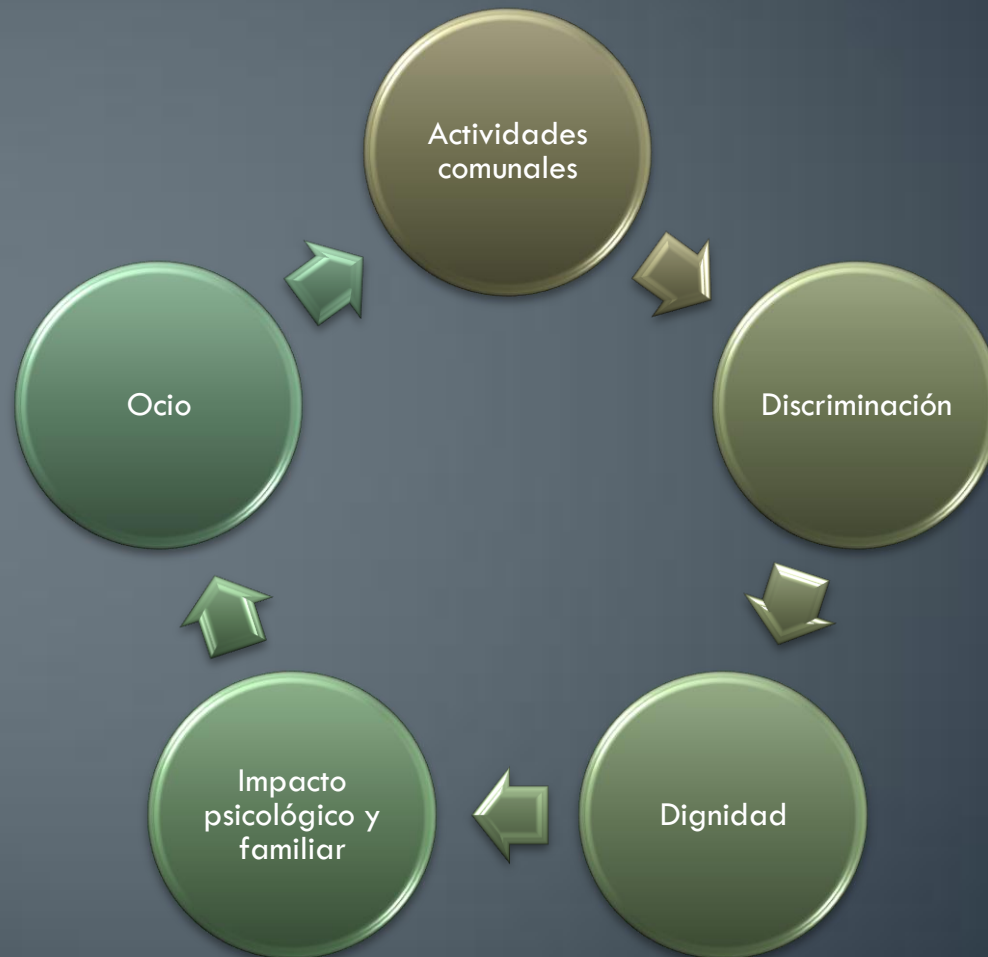 Actividades
comunales
Discriminación
Dignidad
Impacto
psicológico y
familiar
Ocio